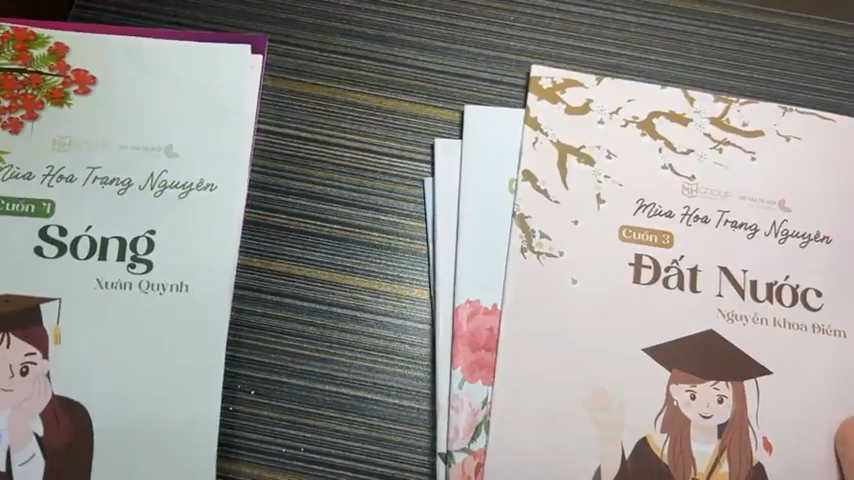 Mùa Hoa Trạng Nguyên
Cuốn 4
Sóng
Xuân Quỳnh
Mùa Hoa Trạng Nguyên
Cuốn 3
Đất Nước
Nguyễn Khoa Điềm